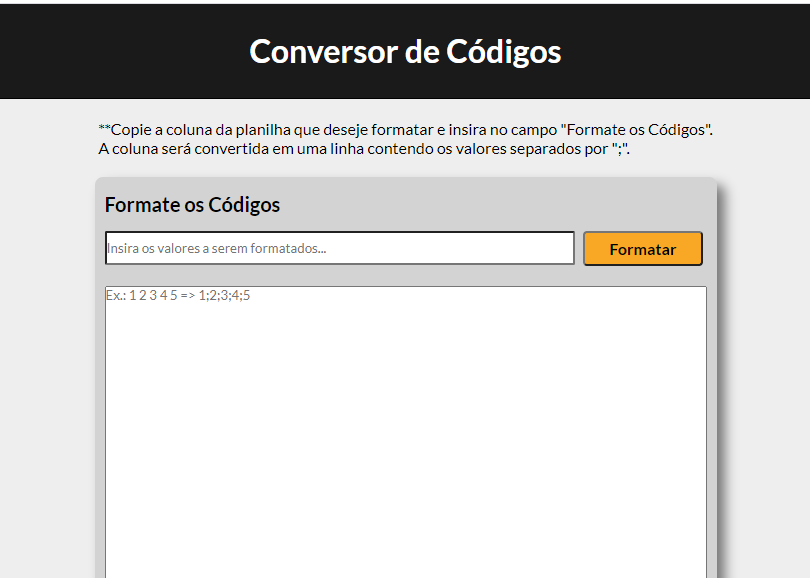 Conversor de Códigos
**Copie a coluna da planilha que deseje formatar e insira no campo "Formate os Códigos".
A coluna será convertida em uma linha contendo os valores separados por ";".
Formate os Códigos
Insira os valores a serem formatados...
Formatar
Ex.: 1 2 3 4 5 => 1;2;3;4;5